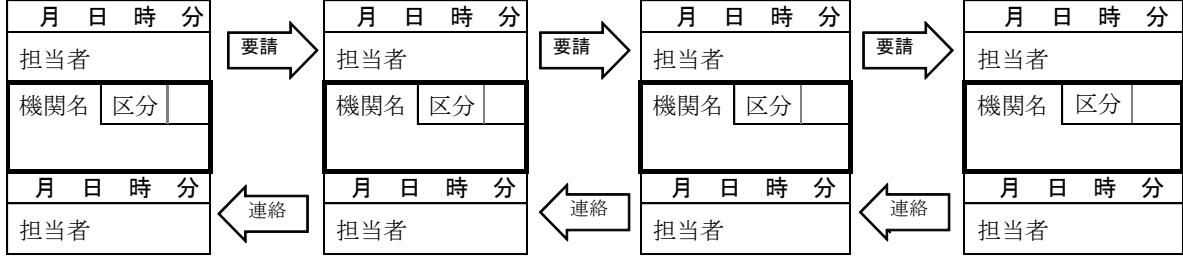 月 日 時 分 月 日 時 分 月 日 時 分 月 日 時 分
要請 要請 要請
担当者 担当者 担当者 担当者
機関名 区分 機関名 区分 機関名 区分 機関名 区分
月 日 時 分 月 日 時 分 月 日 時 分 月 日 時 分
連絡 連絡 連絡
担当者 担当者 担当者 担当者